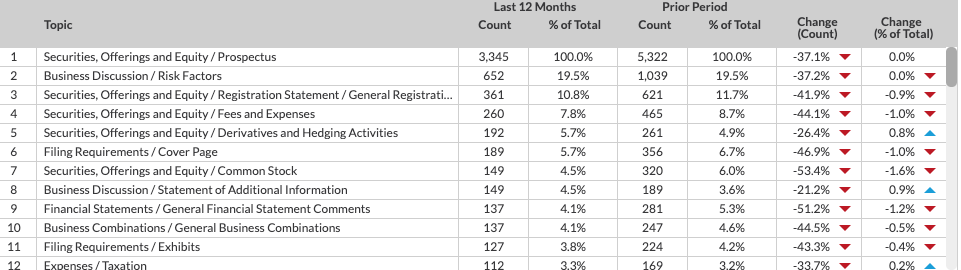 Last 12 Months Prior Period
Topic Count % of Total Count % of Total Change (Count) Change (% of Total)
1 Securities, Offerings and Equity / Prospectus 3,345 100.0% 5,322 100.0% -37.1% 0.0%
2 Business Discussion / Risk Factors 652 19.5% 1,039 19.5% -37.2% 0.0%
3 Securities, Offerings and Equity / Registration Statement / General Registrati... 361 10.8% 621 11.7% -41.9% -0.9%
4 Securities, Offerings and Equity / Fees and Expenses 260 7.8% 465 8.7% -44.1% -1.0%
5 Securities, Offerings and Equity / Derivatives and Hedging Activities 192 5.7% 261 4.9% -26.4% 0.8%
6 Filing Requirements / Cover Page 189 5.7% 356 6.7% -46.9% -1.0%
7 Securities, Offerings and Equity / Common Stock 149 4.5% 320 6.0% -53.4% -1.6%
8 Business Discussion / Statement of Additional Information 149 4.5% 189 3.6% -21.2% 0.9%
9 Financial Statements / General Financial Statement Comments 137 4.1% 281 5.3% -51.2% -1.2%
10 Business Combinations / General Business Combinations 137 4.1% 247 4.6% -44.5% -0.5%
11 Filing Requirements / Exhibits 127 3.8% 224 4.2% -43.3% -0.4%
12 Expenses / Taxation 112 3.3% 169 3.2% -33.7% 0.2%